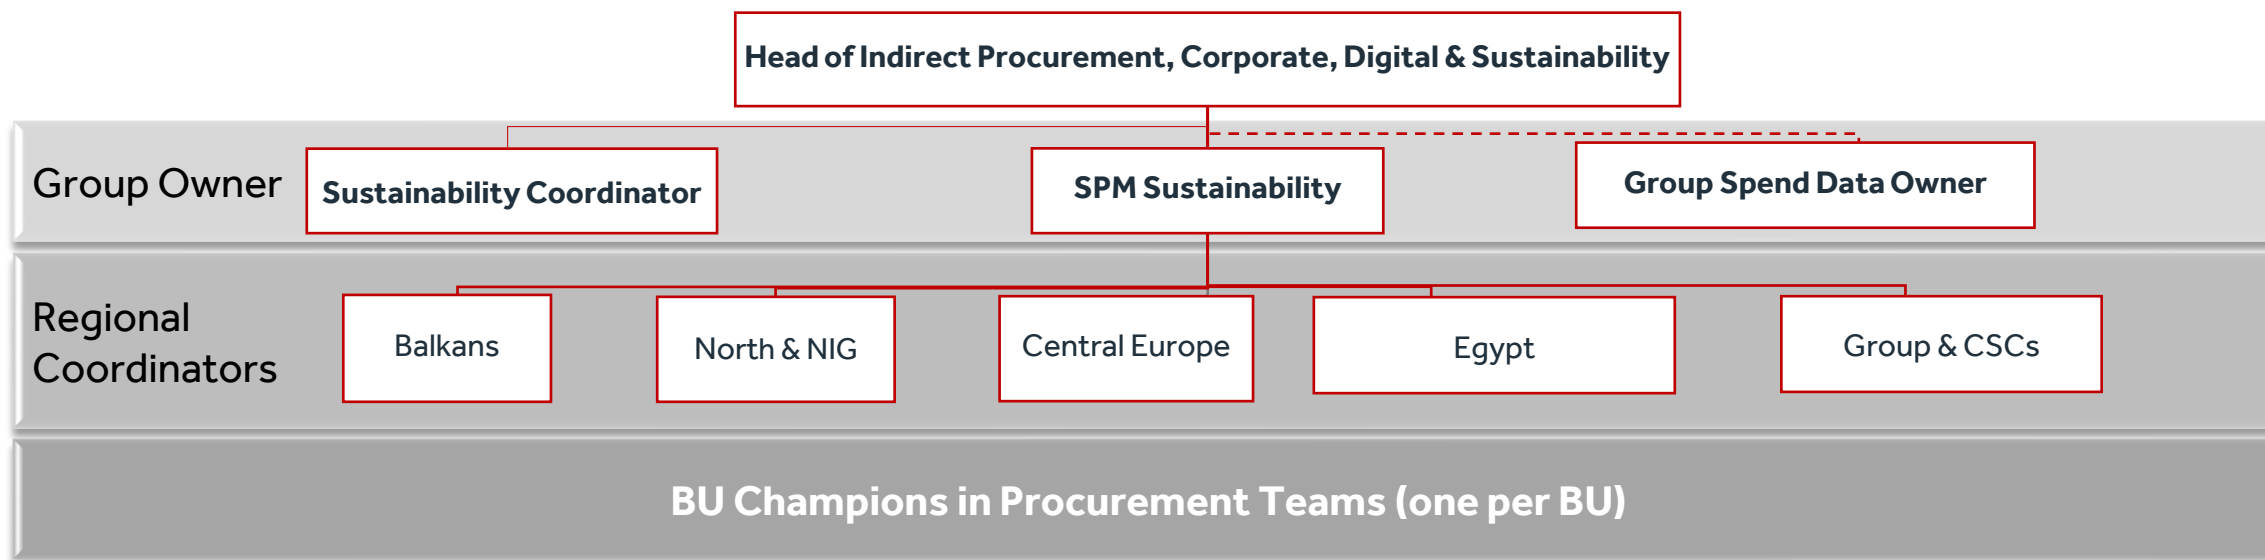 Head of Indirect Procurement, Corporate, Digital & Sustainability
Group Owner
Sustainability Coordinator
SPM Sustainability
Group Spend Data Owner
Regional
Coordinators
Balkans
North & NIG
Central Europe
Egypt
Group & CSCs
BU Champions in Procurement Teams (one per BU)